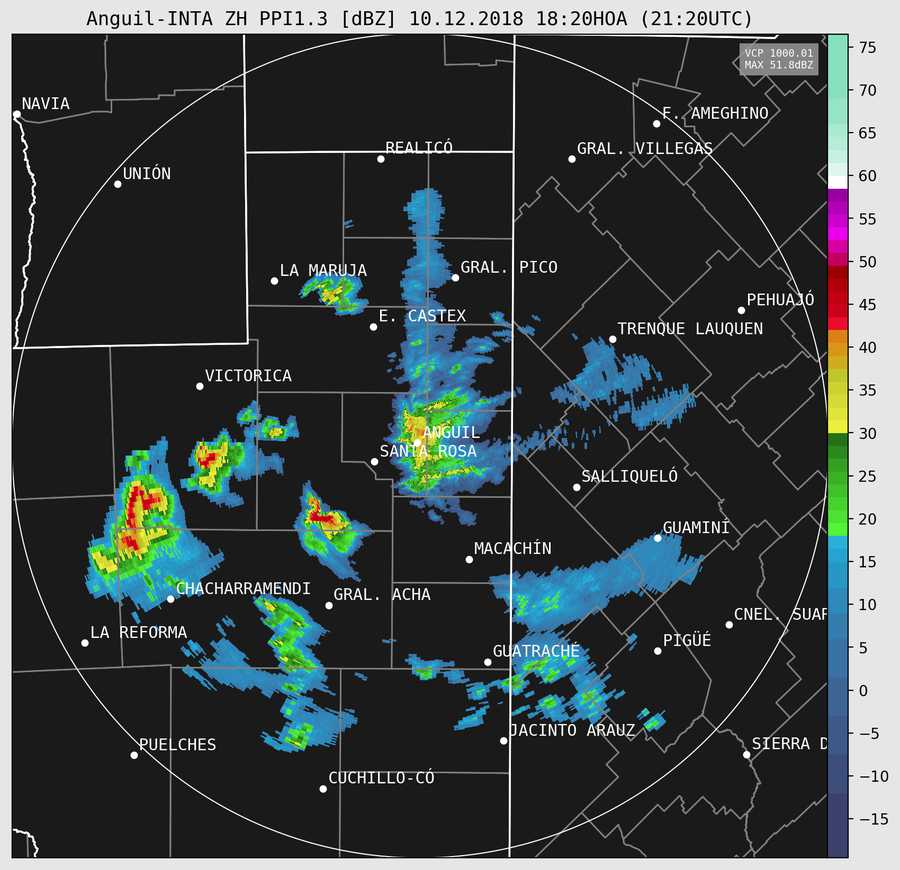 Anguil-INTA ZH PPI1.3 [dBZ] 10.12.2018 18:20HOA (21:20UTC)
VCP 1000.01
MAX 51.8dBZ
NAVIA
F. AMEGHINO
REALICÓ
GRAL. VILLEGAS
UNIÓN
LA MARUJA
GRAL. PICO
PEHUAJÓ
E. CASTEX
TRENQUE LAUQUEN
VICTORICA
ANGUIL
SANTA ROSA
SALLIQUELÓ
GUAMINÍ
MACACHÍN
CHACHARRAMENDI
GRAL. ACHA
CNEL. SUAR
LA REFORMA
PIGÜÉ
GUATRACHÉ
JACINTO ARAUZ
PUELCHES
SIERRA D
CUCHILLO-CÓ
75
70
65
60
55
50
45
40
35
30
25
20
15
10
5
0
−5
−10
−15